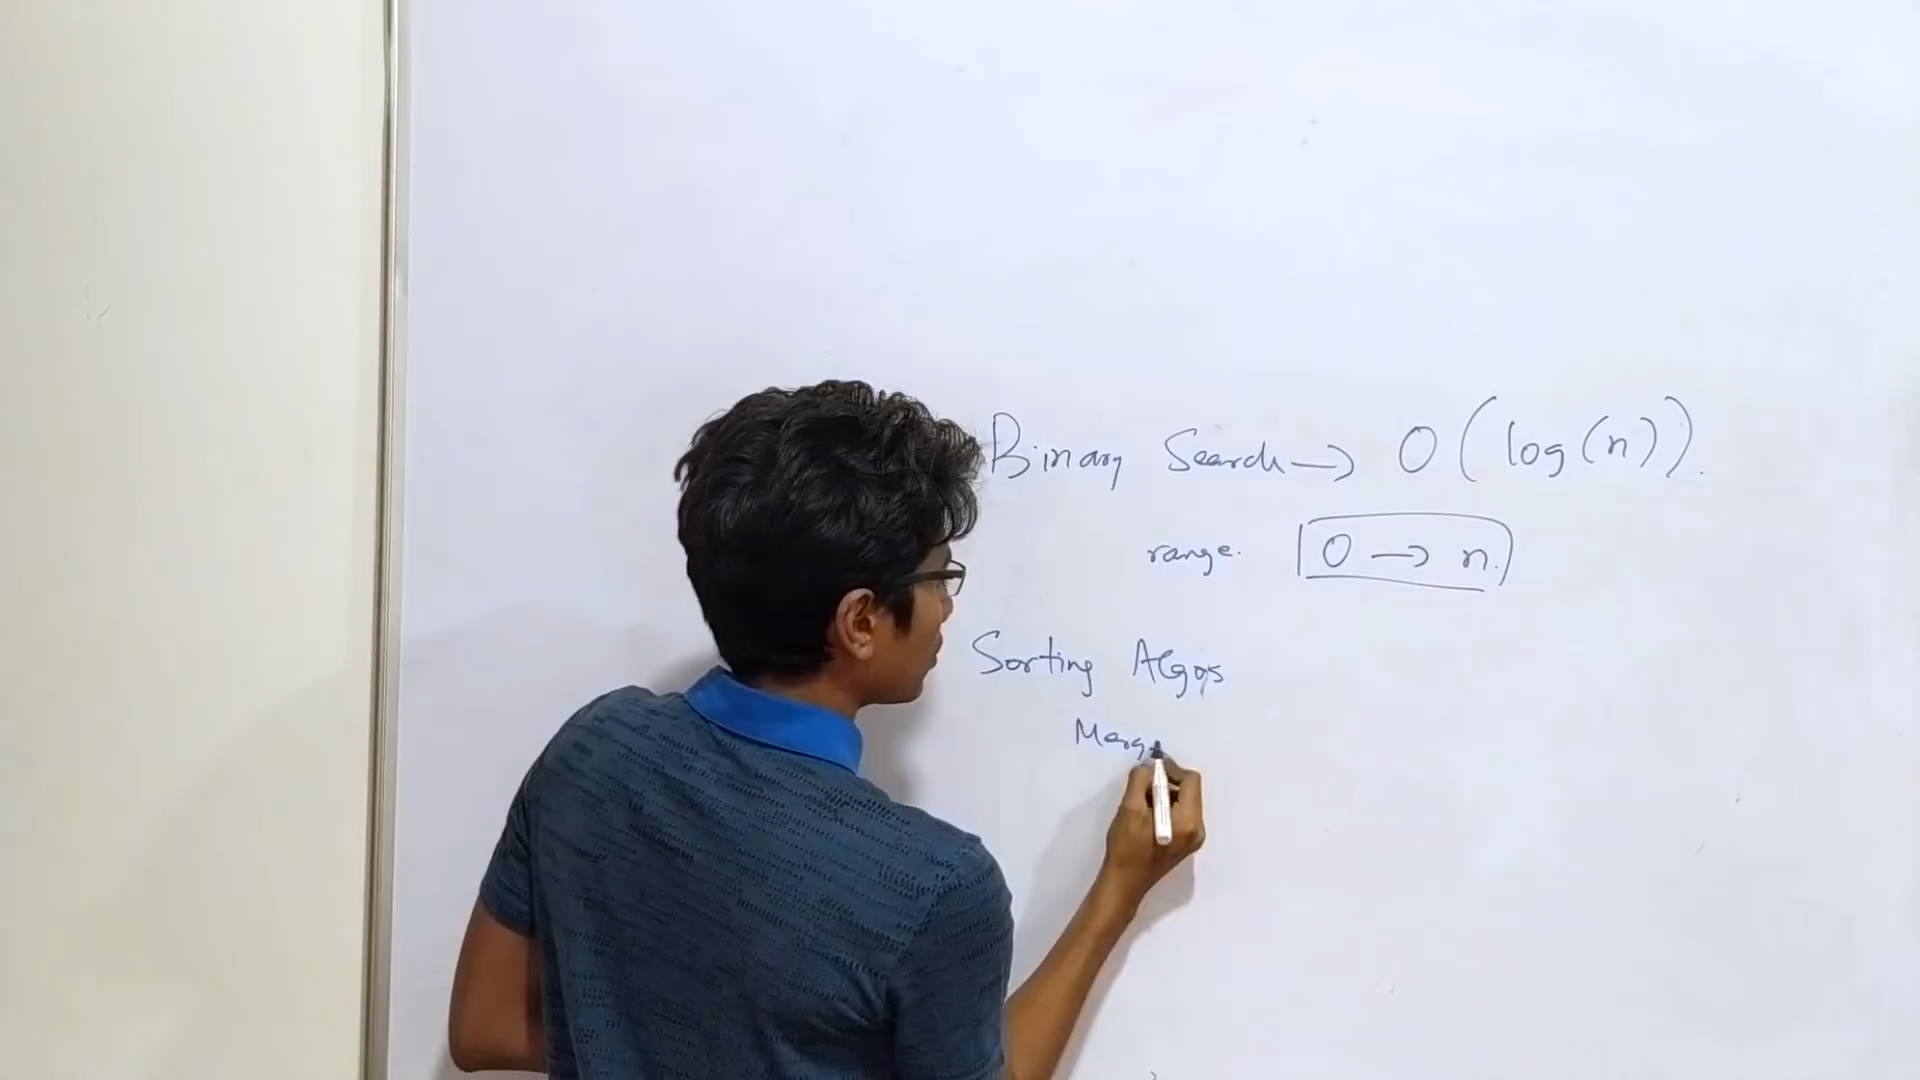 Binary Search → O(log(n)).
range. 0 → n.
Sorting Algos
Merge